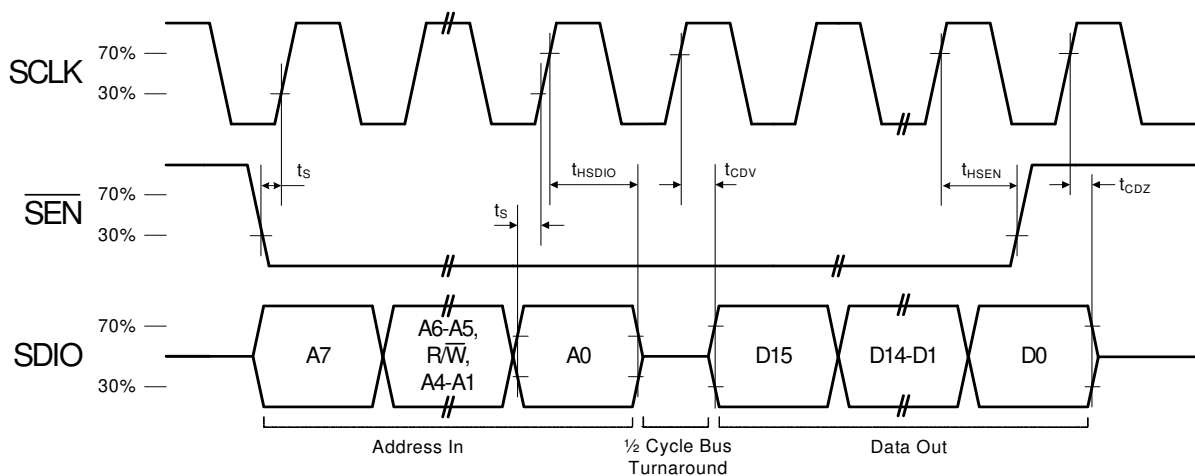 SCLK
70%
30%
tS
tHSDIO
tCDV
tHSEN
tCDZ
SEN
70%
30%
tS
SDIO
70%
30%
A7
A6-A5,
R/W,
A4-A1
A0
D15
D14-D1
D0
Address In
½ Cycle Bus
Turnaround
Data Out